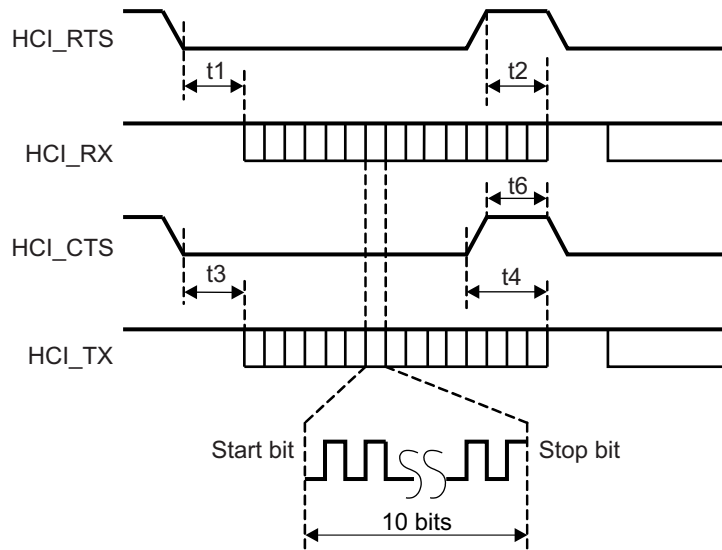 HCI_RTS
t1
t2
HCI_RX
t6
HCI_CTS
t3
t4
HCI_TX
Start bit
Stop bit
10 bits